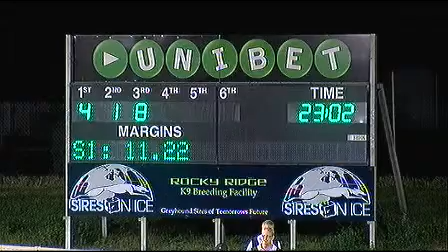 UNIBET
1ST 2ND 3RD 4TH 5TH 6TH TIME
4 1 8 23:02
MARGINS
S1: 11.22
ROCKY RIDGE
K9 Breeding Facility
SIRES ON ICE SIRES ON ICE
Greyhound Sires of Tomorrows Future